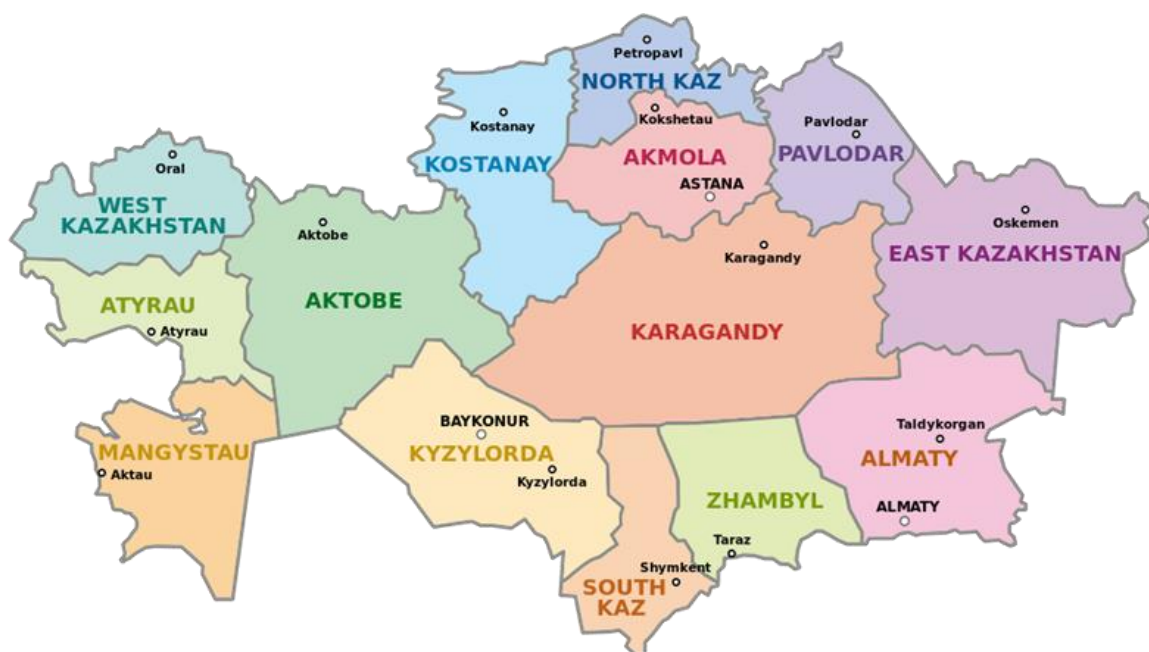 Petropavl
NORTH KAZ
Kostanay
Kokshetau
Pavlodar
KOSTANAY
AKMOLA
PAVLODAR
Oral
ASTANA
WEST
KAZAKHSTAN
Aktobe
Oskemen
Karagandy
EAST KAZAKHSTAN
ATYRAU
Atyrau
AKTOBE
KARAGANDY
BAYKONUR
KYZYLORDA
Kyzylorda
Taldykorgan
ALMATY
MANGYSTAU
Aktau
ZHAMBYL
ALMATY
Taraz
Shymkent
SOUTH
KAZ